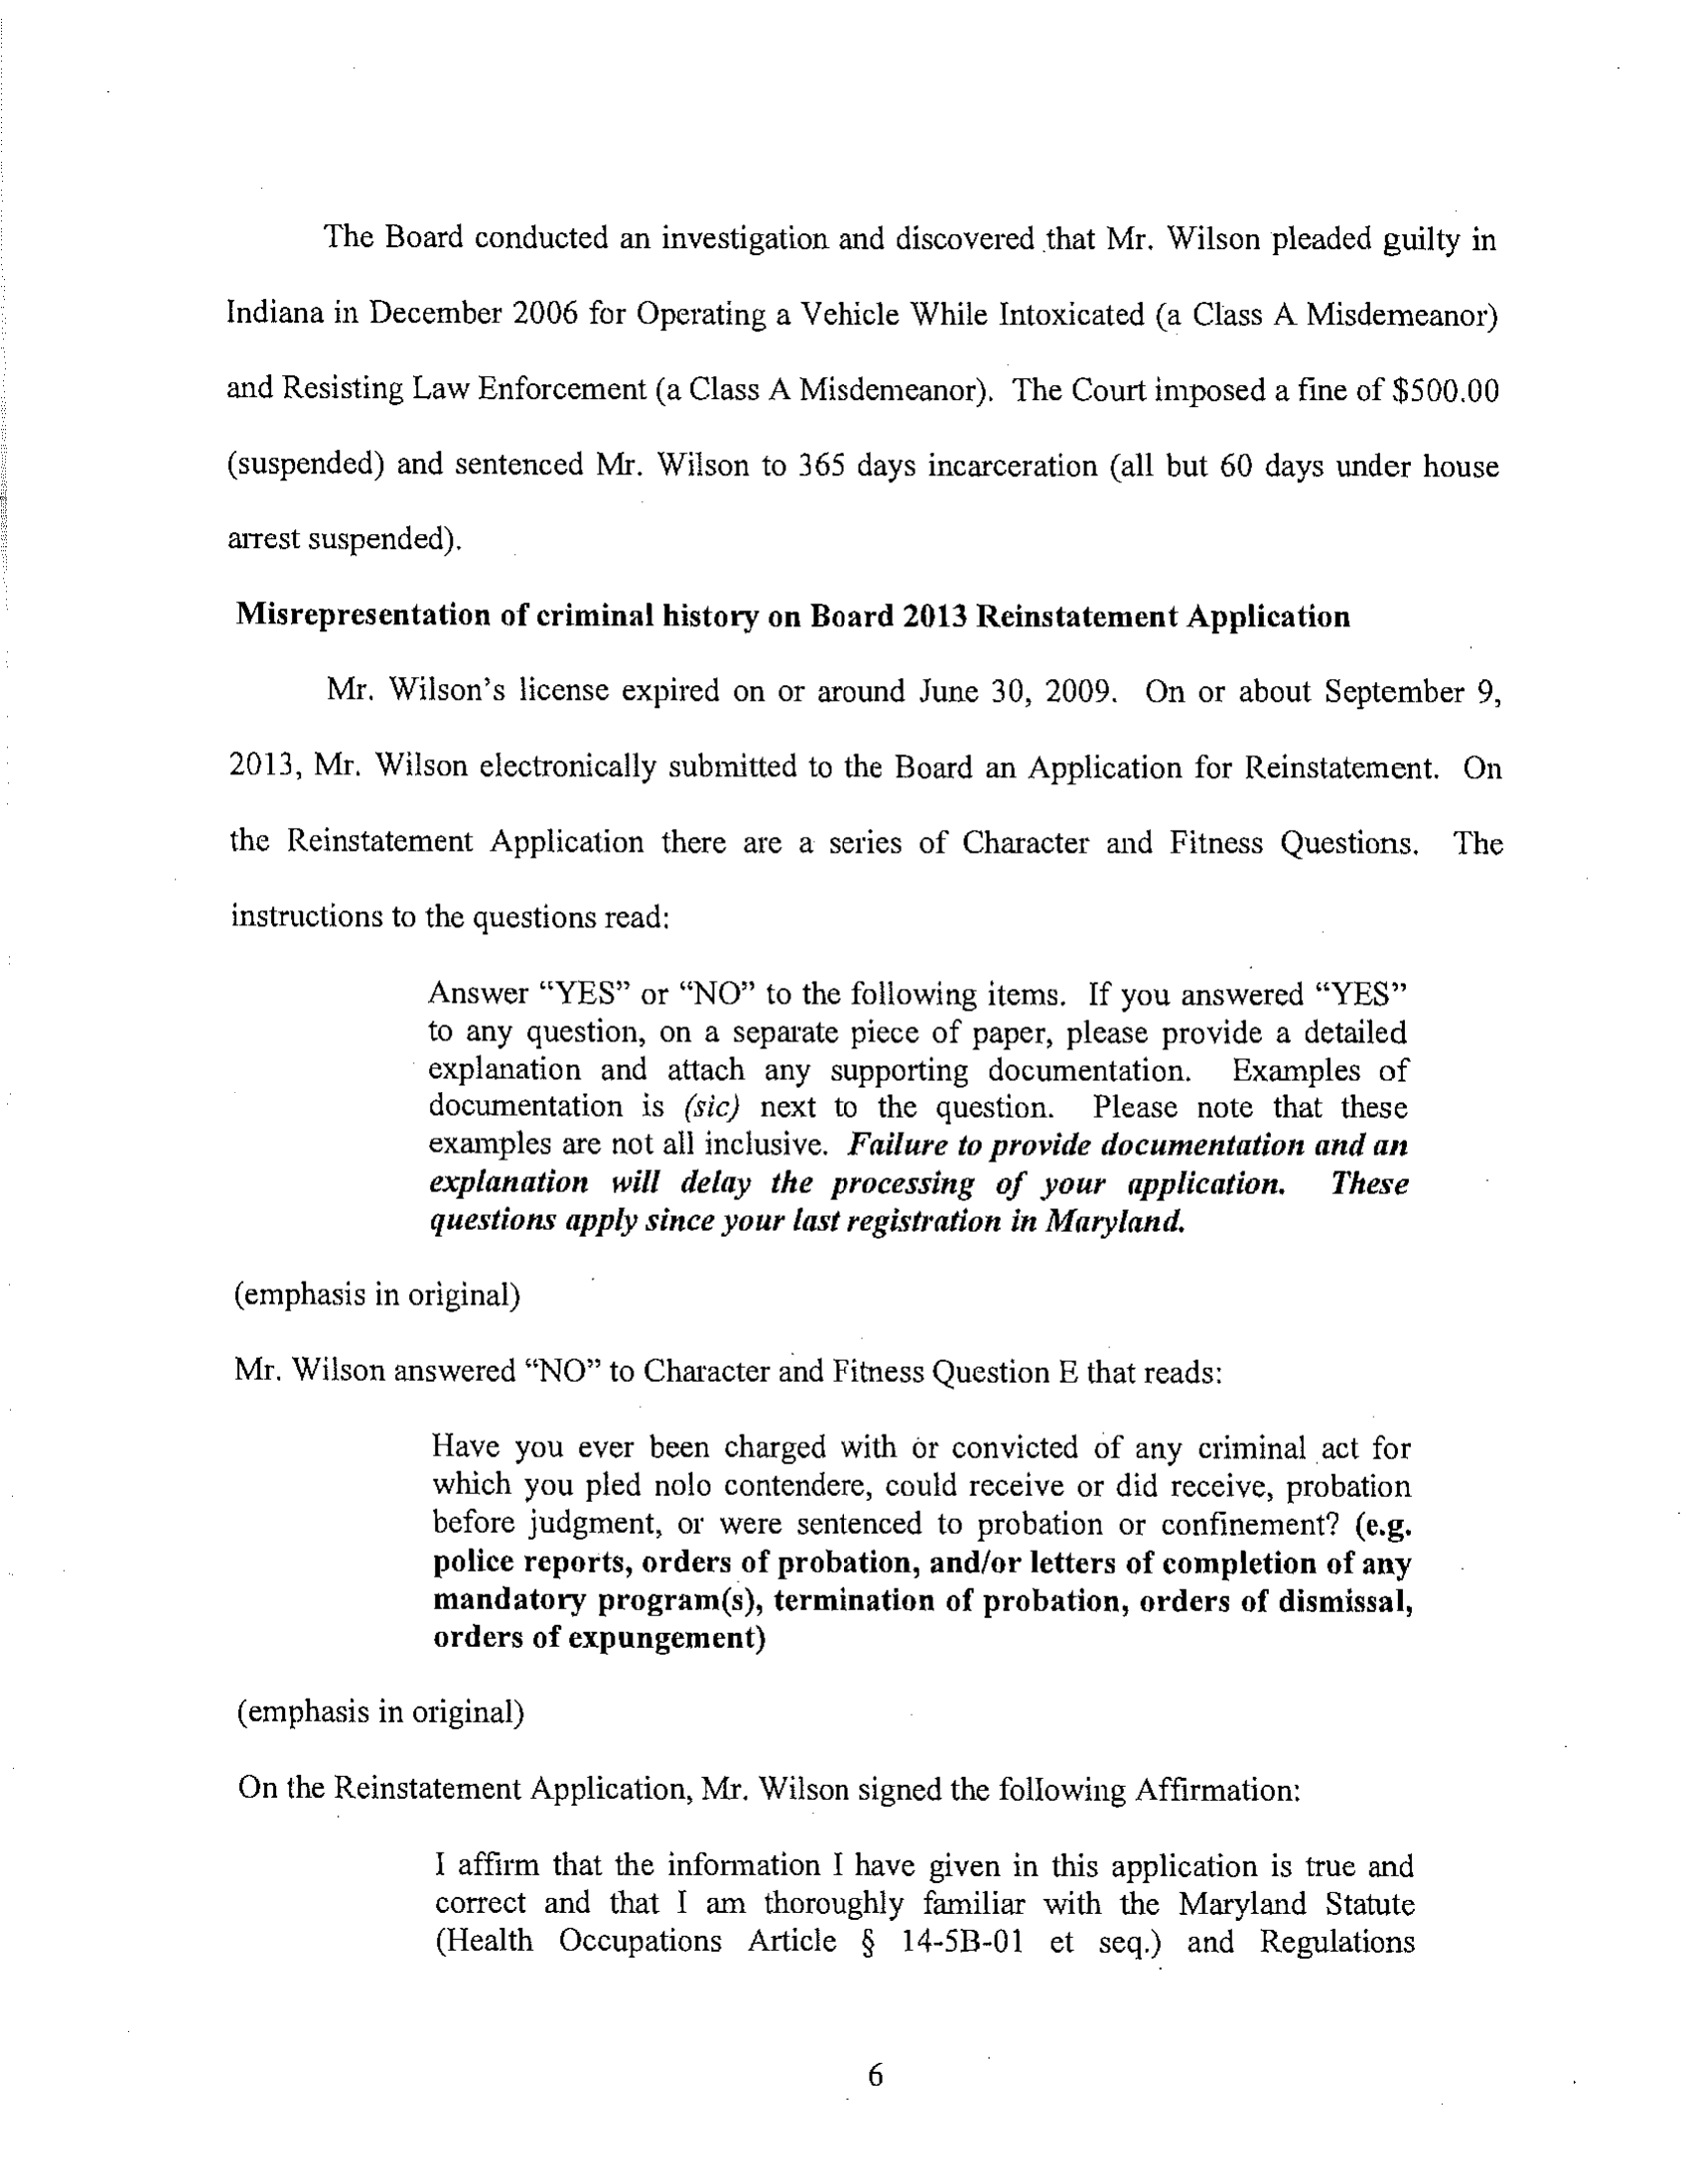 The Board conducted an investigation and discovered that Mr. Wilson pleaded guilty in
Indiana in December 2006 for Operating a Vehicle While Intoxicated (a Class A Misdemeanor)
and Resisting Law Enforcement (a Class A Misdemeanor). The Court imposed a fine of $500.00
(suspended) and sentenced Mr. Wilson to 365 days incarceration (all but 60 days under house
arrest suspended).
Misrepresentation of criminal history on Board 2013 Reinstatement Application
Mr. Wilson's license expired on or around June 30, 2009. On or about September 9,
2013, Mr. Wilson electronically submitted to the Board an Application for Reinstatement. On
the Reinstatement Application there are a series of Character and Fitness Questions. The
instructions to the questions read:
Answer "YES" or "NO" to the following items. If you answered "YES"
to any question, on a separate piece of paper, please provide a detailed
explanation and attach any supporting documentation. Examples of
documentation is (sic) next to the question. Please note that these
examples are not all inclusive. Failure to provide documentation and an
explanation will delay the processing of your application. These
questions apply since your last registration in Maryland.
(emphasis in original)
Mr. Wilson answered "NO" to Character and Fitness Question E that reads:
Have you ever been charged with or convicted of any criminal act for
which you pled nolo contendere, could receive or did receive, probation
before judgment, or were sentenced to probation or confinement? (e.g.
police reports, orders of probation, and/or letters of completion of any
mandatory program(s), termination of probation, orders of dismissal,
orders of expungement)
(emphasis in original)
On the Reinstatement Application, Mr. Wilson signed the following Affirmation:
I affirm that the information I have given in this application is true and
correct and that I am thoroughly familiar with the Maryland Statute
(Health Occupations Article § 14-5B-01 et seq.) and Regulations
6